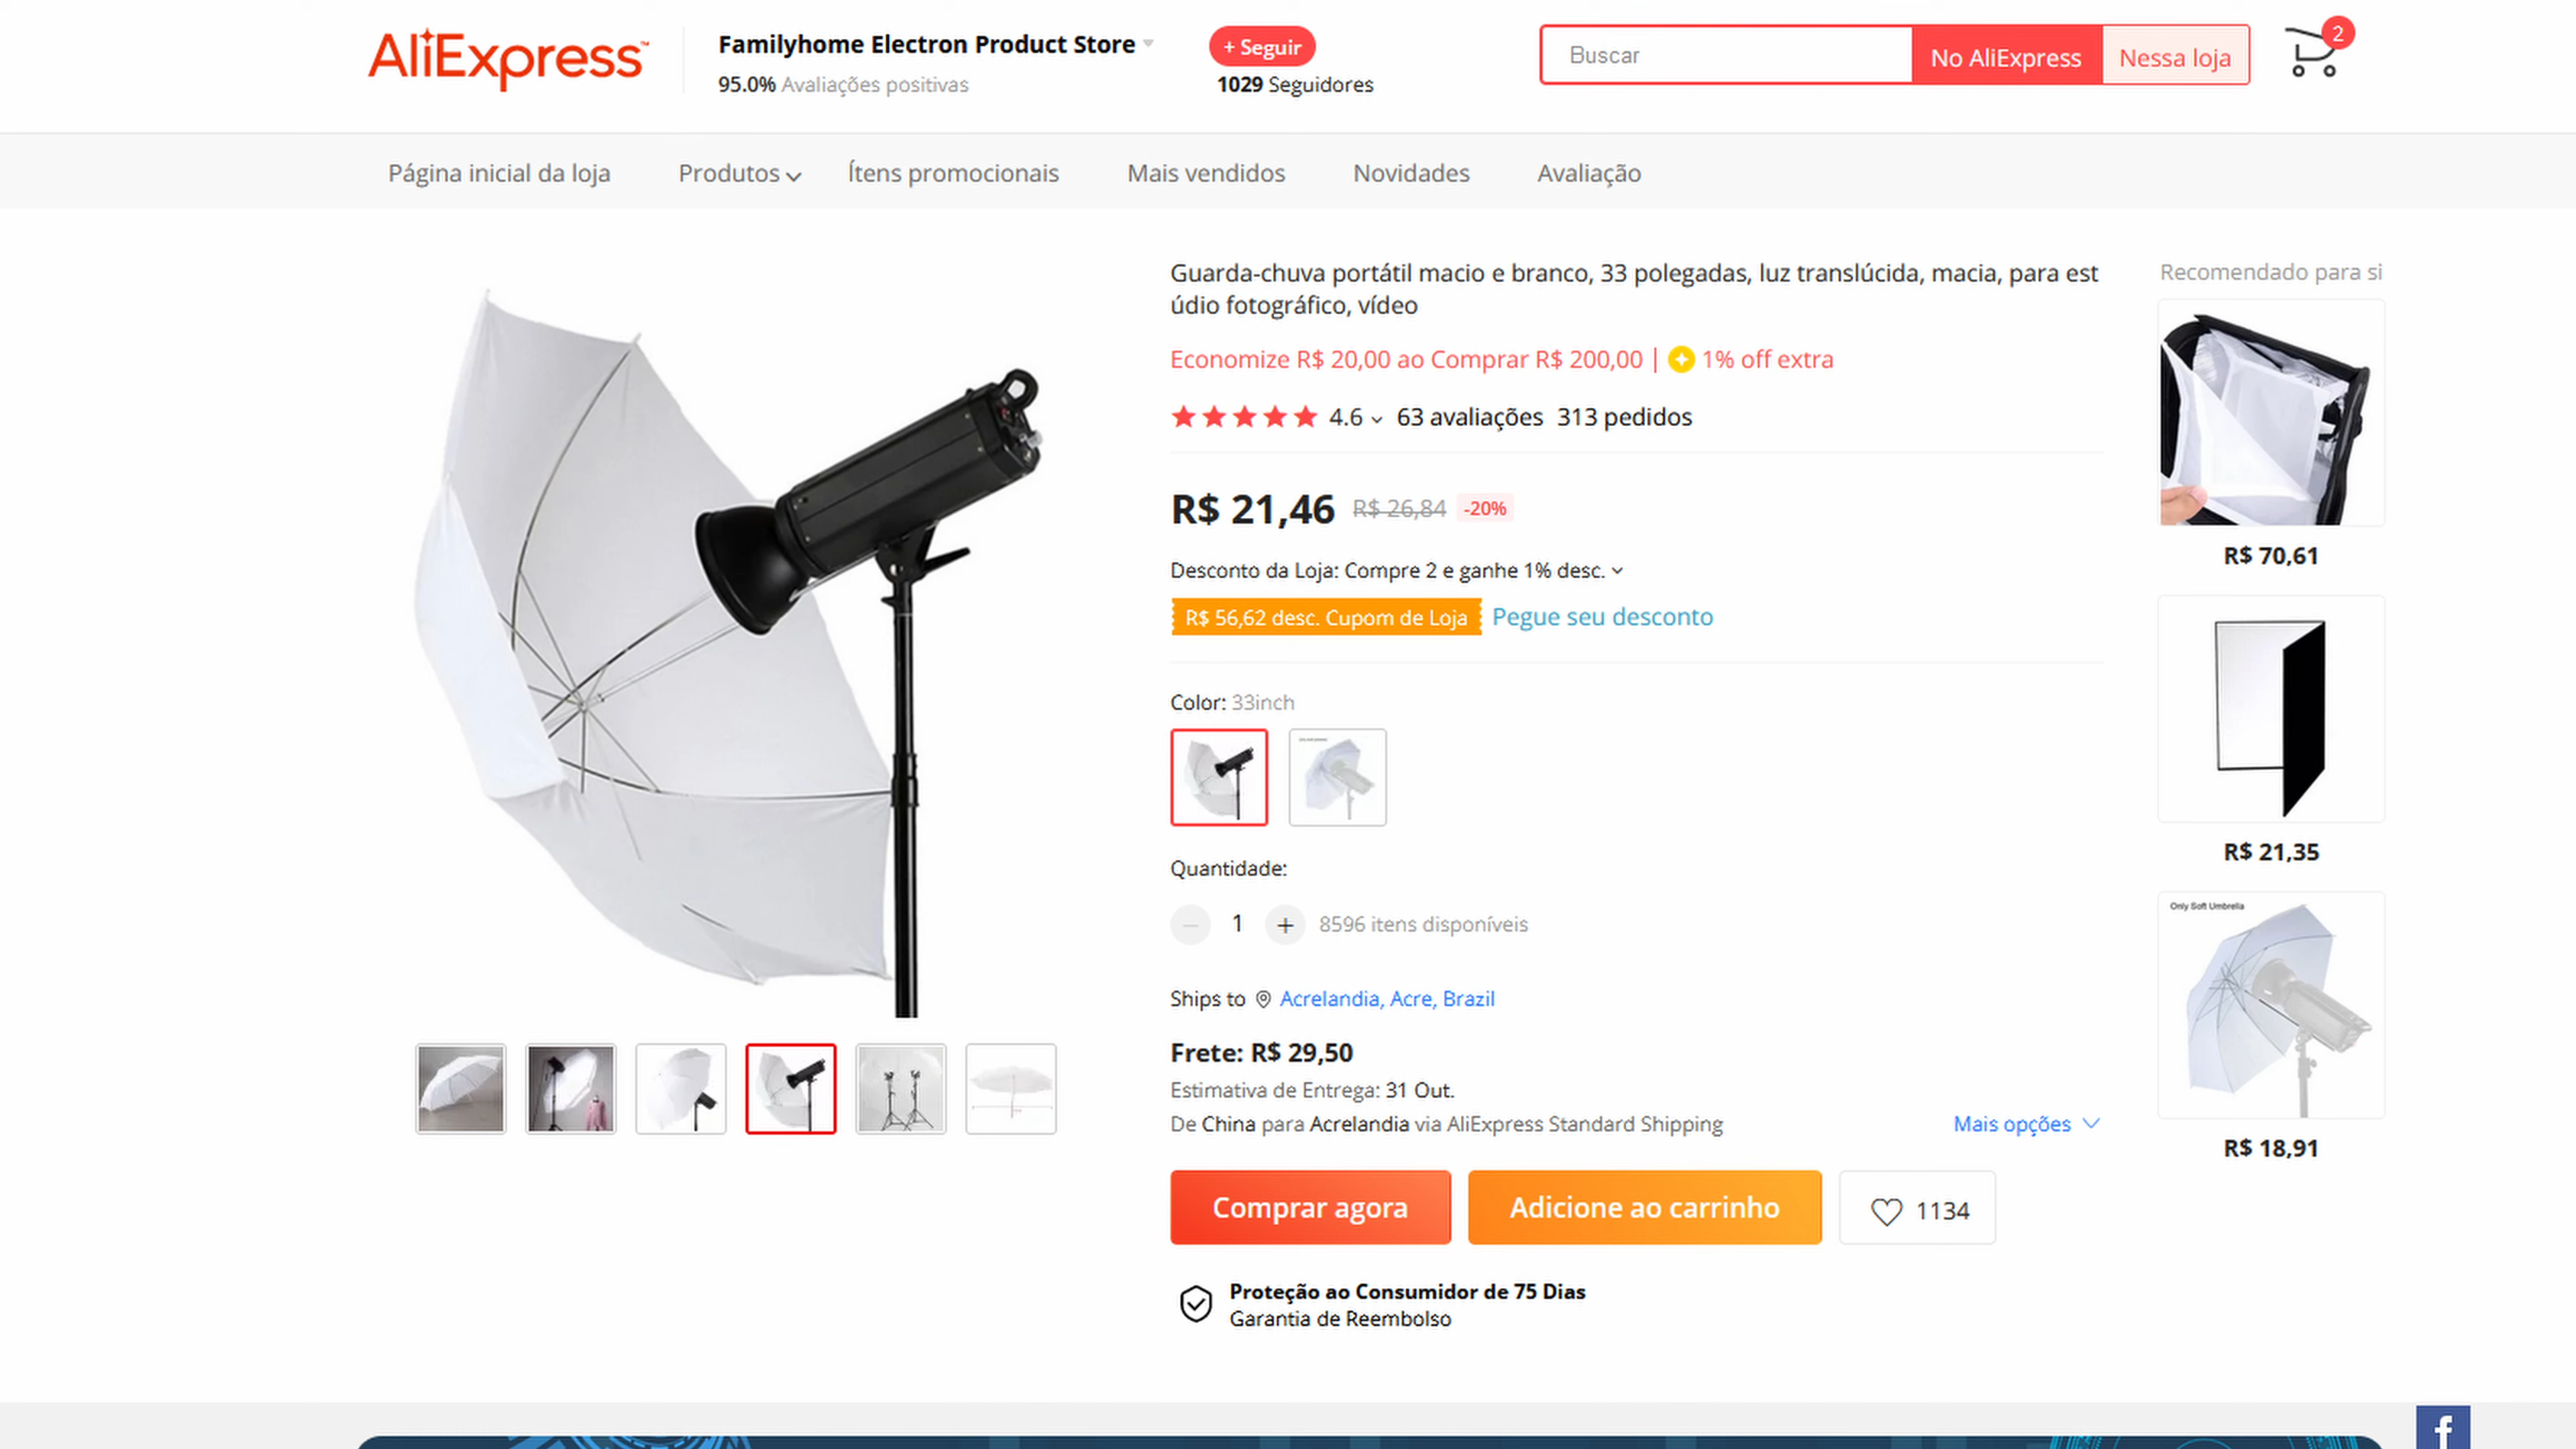 AliExpress™
Familyhome Electron Product Store
95.0% Avaliações positivas
+ Seguir
1029 Seguidores
Buscar
No AliExpress
Nessa loja
2
Página inicial da loja
Produtos
Ítens promocionais
Mais vendidos
Novidades
Avaliação
Guarda-chuva portátil macio e branco, 33 polegadas, luz translúcida, macia, para est
údio fotográfico, vídeo
Economize R$ 20,00 ao Comprar R$ 200,00 | 1% off extra
4.6 63 avaliações 313 pedidos
R$ 21,46 R$ 26,84 -20%
Desconto da Loja: Compre 2 e ganhe 1% desc.
R$ 56,62 desc. Cupom de Loja Pegue seu desconto
Color: 33inch
Quantidade:
− 1 + 8596 itens disponíveis
Ships to Acrelandia, Acre, Brazil
Frete: R$ 29,50
Estimativa de Entrega: 31 Out.
De China para Acrelandia via AliExpress Standard Shipping
Mais opções
Comprar agora
Adicione ao carrinho
1134
Proteção ao Consumidor de 75 Dias
Garantia de Reembolso
Recomendado para si
R$ 70,61
R$ 21,35
Only Soft Umbrella
R$ 18,91
f